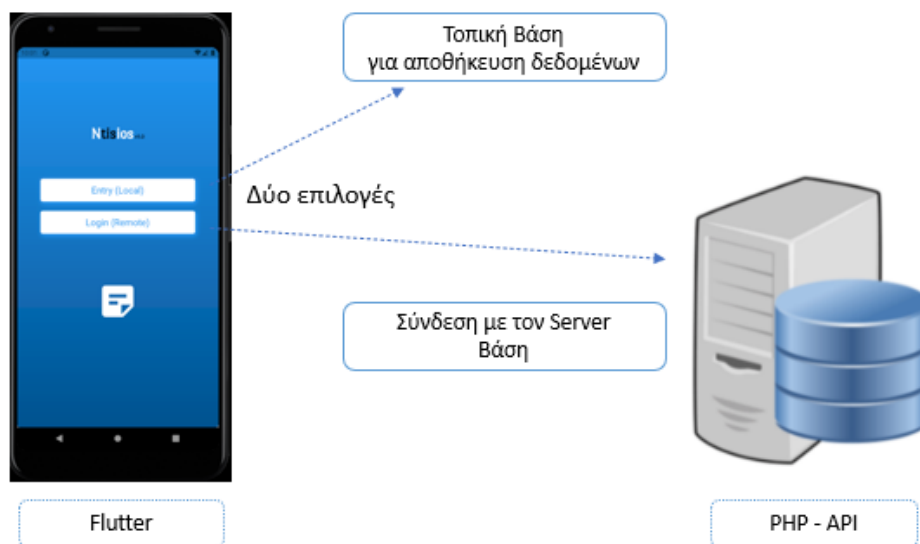 Τοπική Βάση
για αποθήκευση δεδομένων
Ntisios
Entry (Local)
Login (Remote)
Δύο επιλογές
Σύνδεση με τον Server
Βάση
Flutter
PHP - API